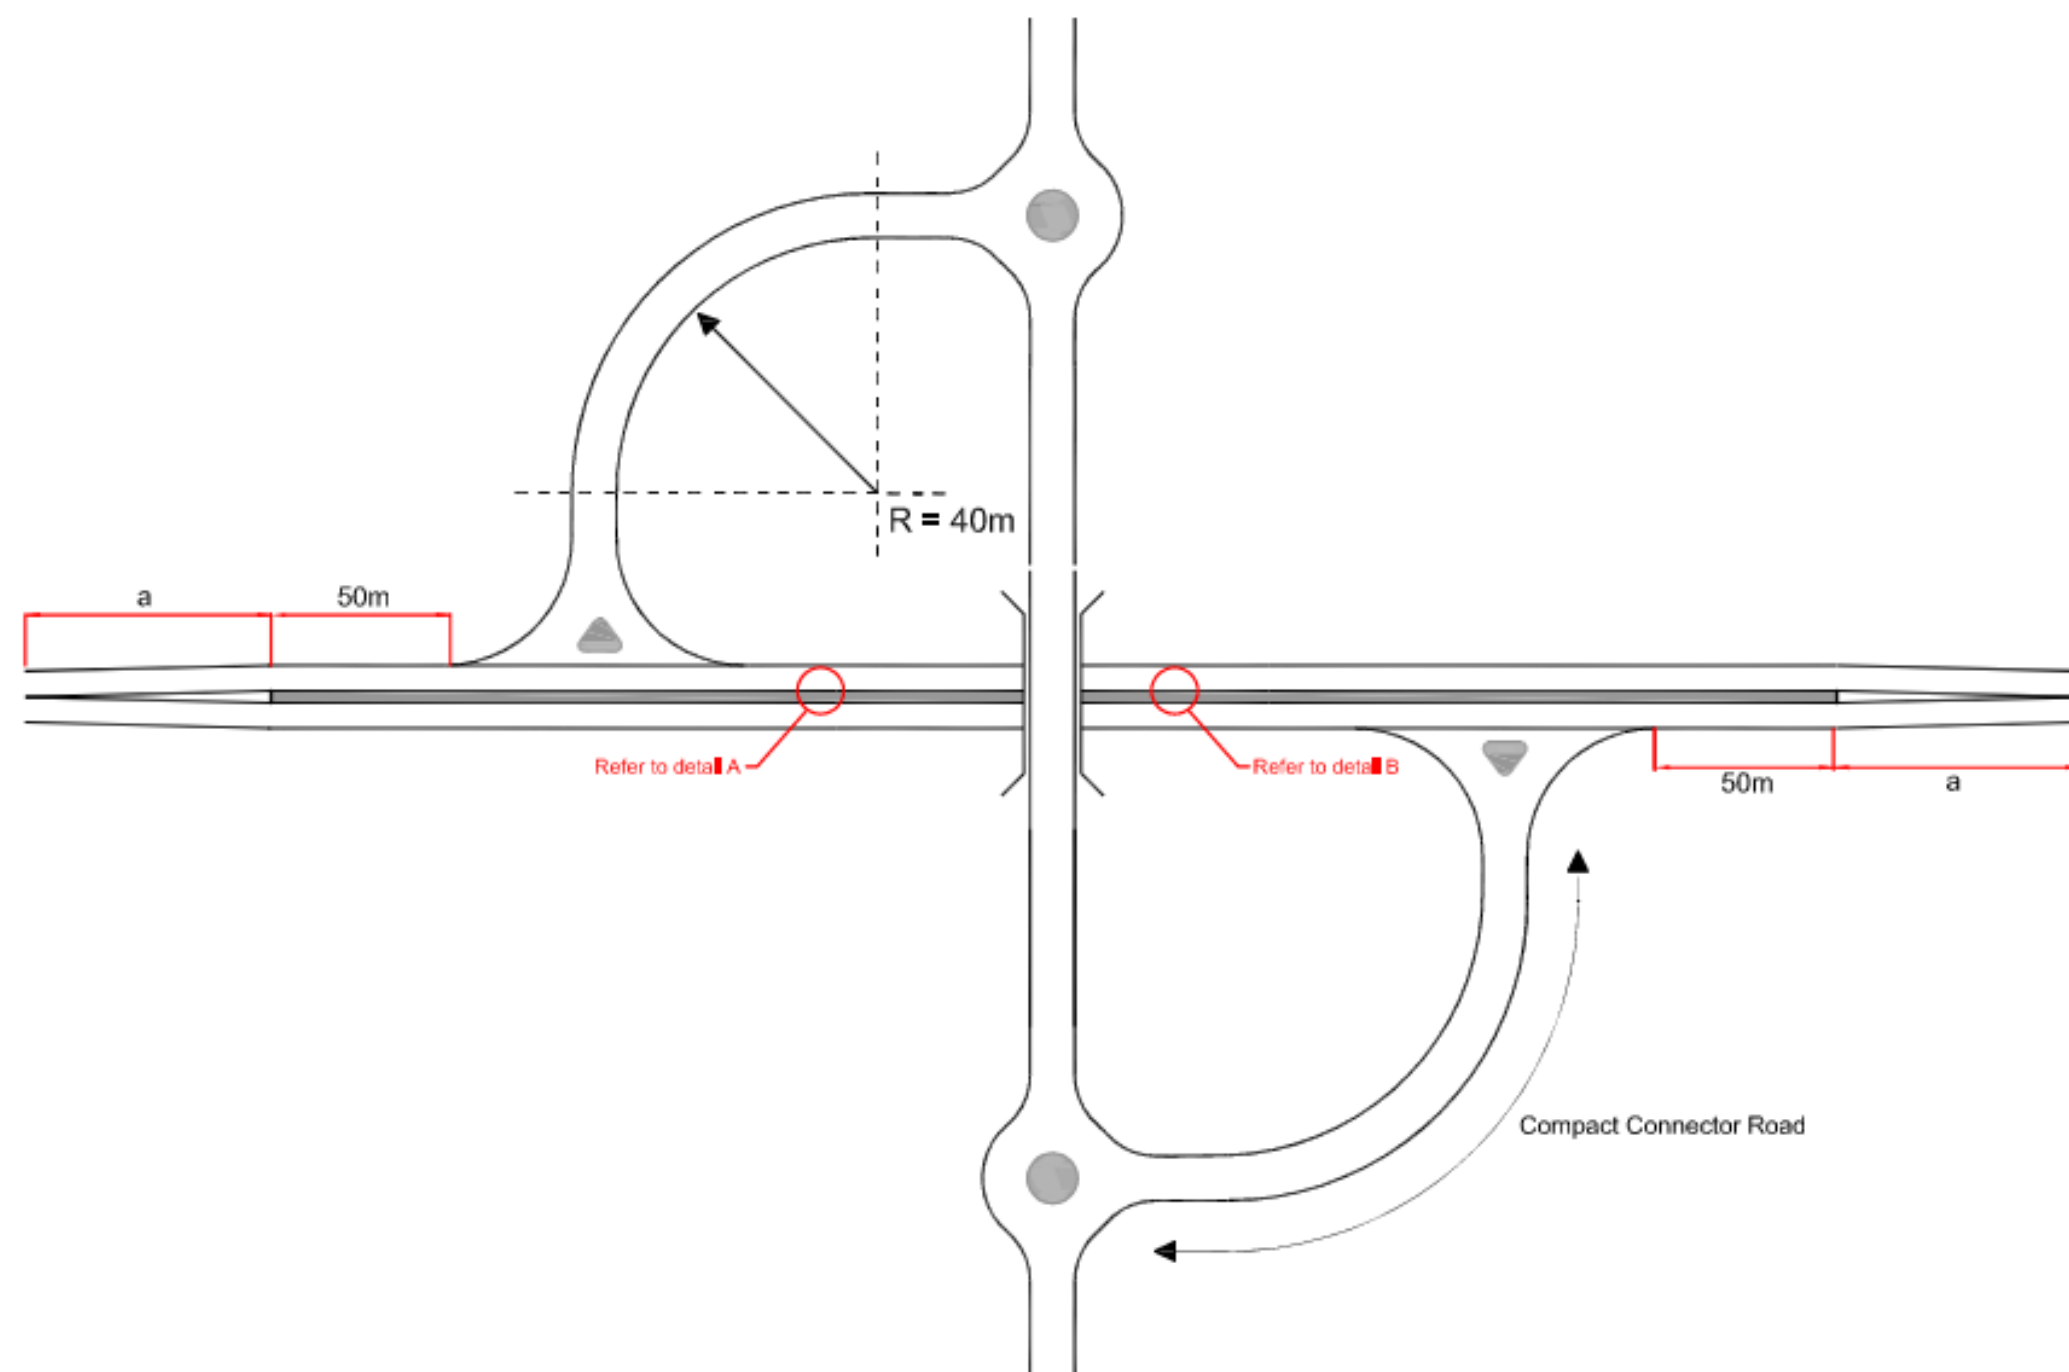 R = 40m
a
50m
Refer to detail A
Refer to detail B
50m
a
Compact Connector Road